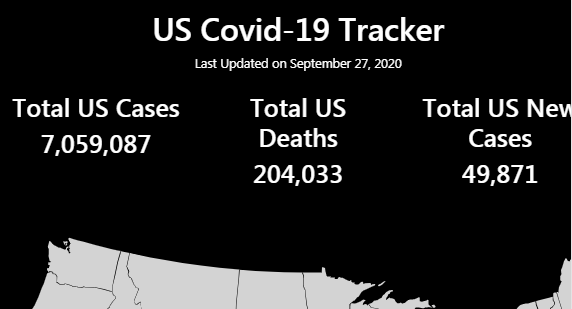 US Covid-19 Tracker
Last Updated on September 27, 2020
Total US Cases
7,059,087
Total US
Deaths
204,033
Total US New
Cases
49,871